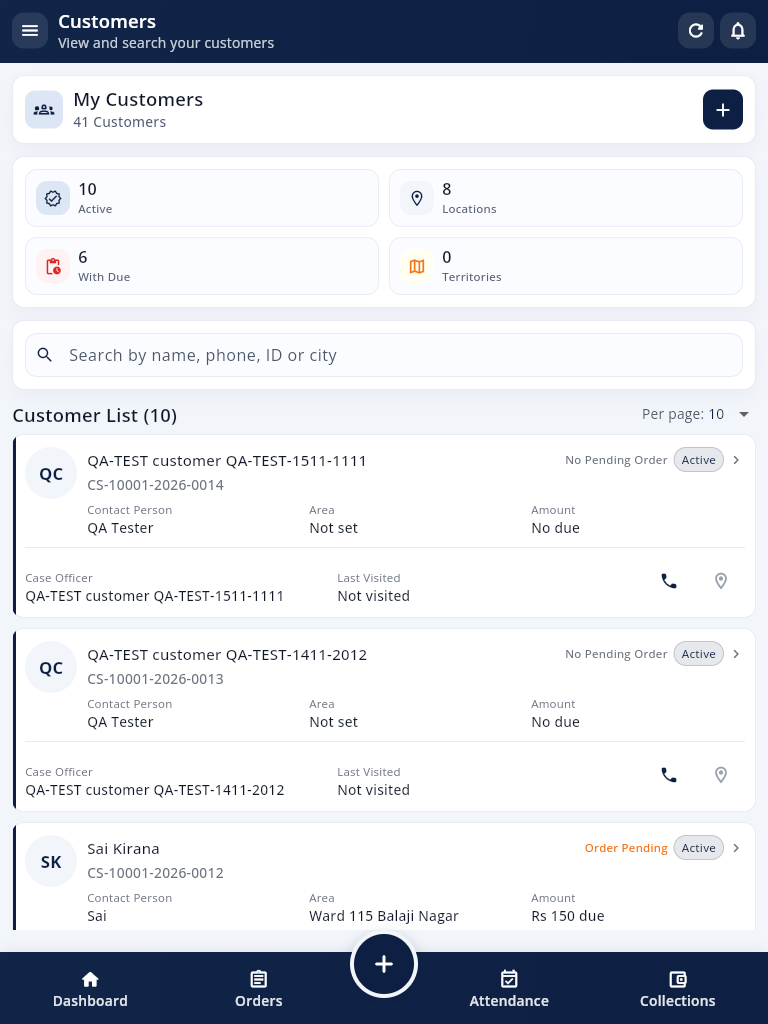 Customers
View and search your customers
My Customers
41 Customers
10
Active
8
Locations
6
With Due
0
Territories
Search by name, phone, ID or city
Customer List (10)
Per page: 10
QC
QA-TEST customer QA-TEST-1511-1111
No Pending Order
Active
CS-10001-2026-0014
Contact Person
Area
Amount
QA Tester
Not set
No due
Case Officer
Last Visited
QA-TEST customer QA-TEST-1511-1111
Not visited
QC
QA-TEST customer QA-TEST-1411-2012
No Pending Order
Active
CS-10001-2026-0013
Contact Person
Area
Amount
QA Tester
Not set
No due
Case Officer
Last Visited
QA-TEST customer QA-TEST-1411-2012
Not visited
SK
Sai Kirana
Order Pending
Active
CS-10001-2026-0012
Contact Person
Area
Amount
Sai
Ward 115 Balaji Nagar
Rs 150 due
Dashboard
Orders
Attendance
Collections